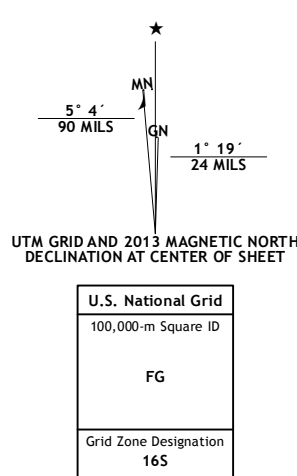 MN
5° 4´
90 MILS
GN
1° 19´
24 MILS
UTM GRID AND 2013 MAGNETIC NORTH
DECLINATION AT CENTER OF SHEET
U.S. National Grid
100,000-m Square ID
FG
Grid Zone Designation
16S